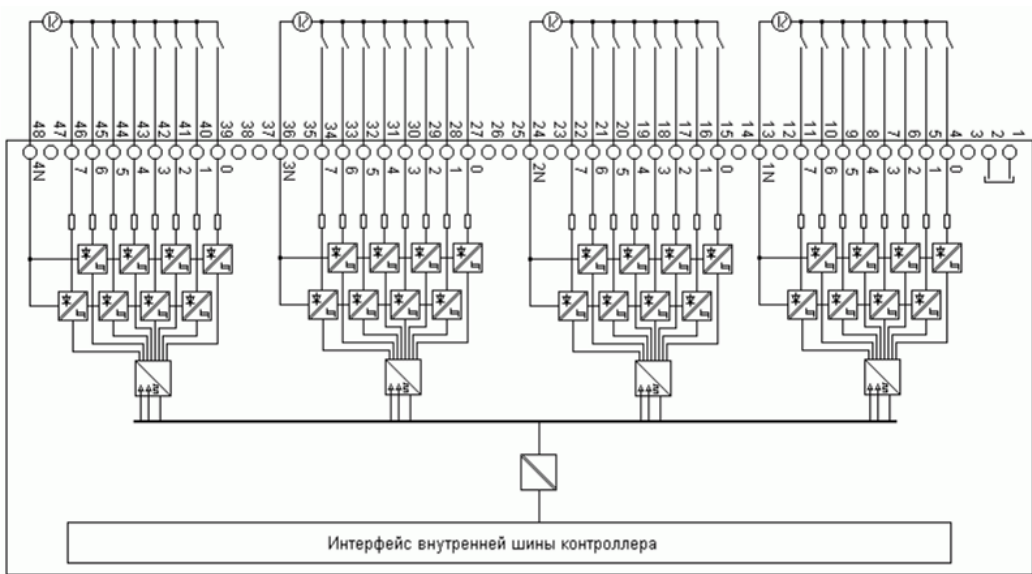 48 47 46 45 44 43 42 41 40 39 38 37 36 35 34 33 32 31 30 29 28 27 26 25 24 23 22 21 20 19 18 17 16 15 14 13 12 11 10 9 8 7 6 5 4 3 2 1
4N 7 6 5 4 3 2 1 0 3N 7 6 5 4 3 2 1 0 2N 7 6 5 4 3 2 1 0 1N 7 6 5 4 3 2 1 0
Интерфейс внутренней шины контроллера